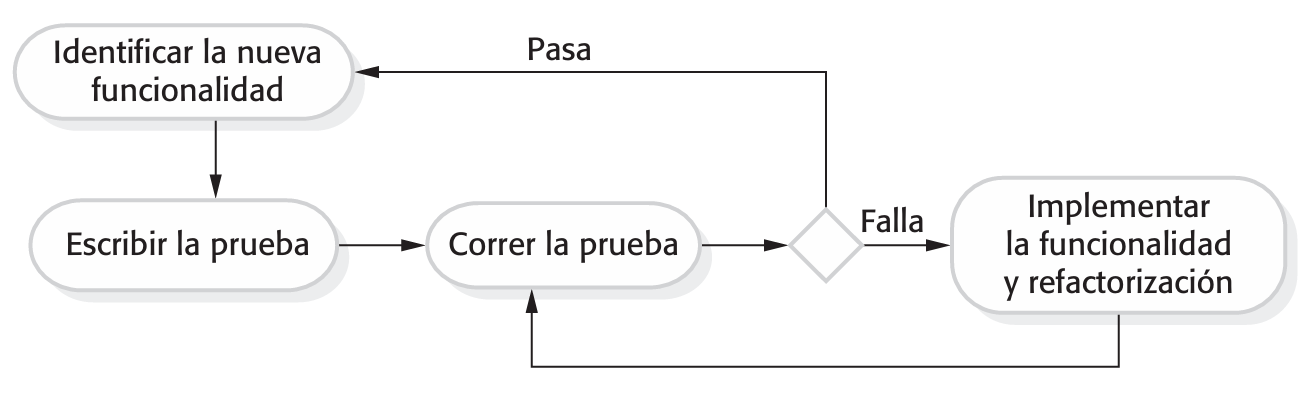 Identificar la nueva
funcionalidad
Pasa
Escribir la prueba
Correr la prueba
Falla
Implementar
la funcionalidad
y refactorización